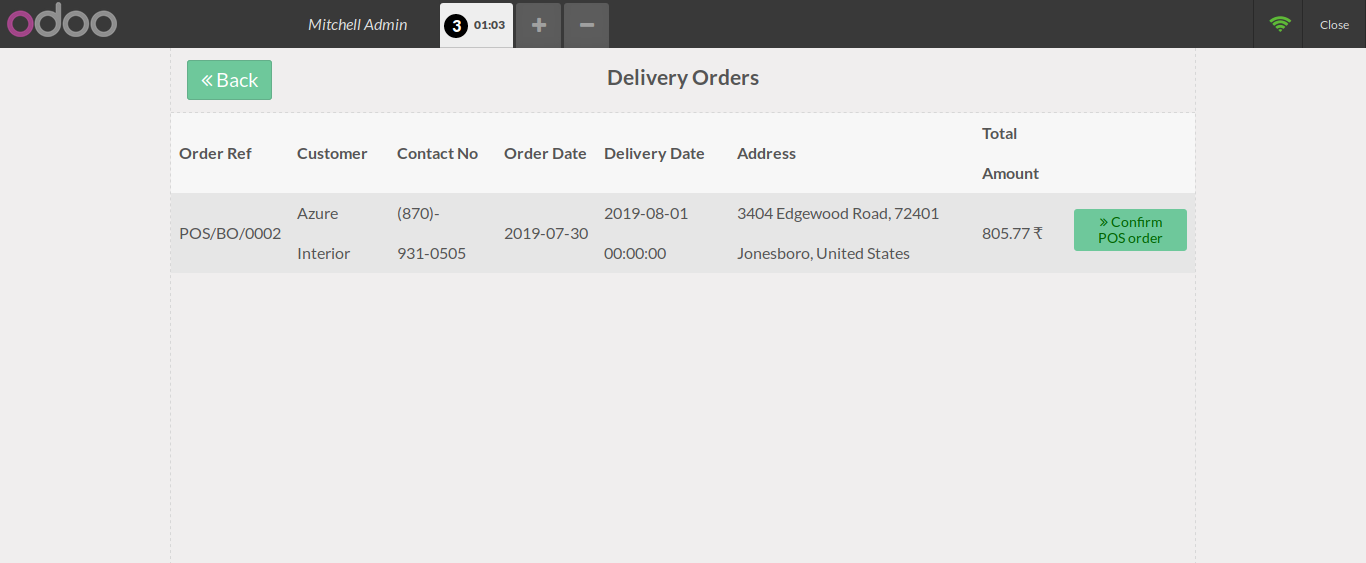 odoo
Mitchell Admin
3 01:03
Close
Back
Delivery Orders
Order Ref Customer Contact No Order Date Delivery Date Address Total Amount
POS/BO/0002 Azure Interior (870)-931-0505 2019-07-30 2019-08-01 00:00:00 3404 Edgewood Road, 72401 Jonesboro, United States 805.77 ₹ Confirm POS order